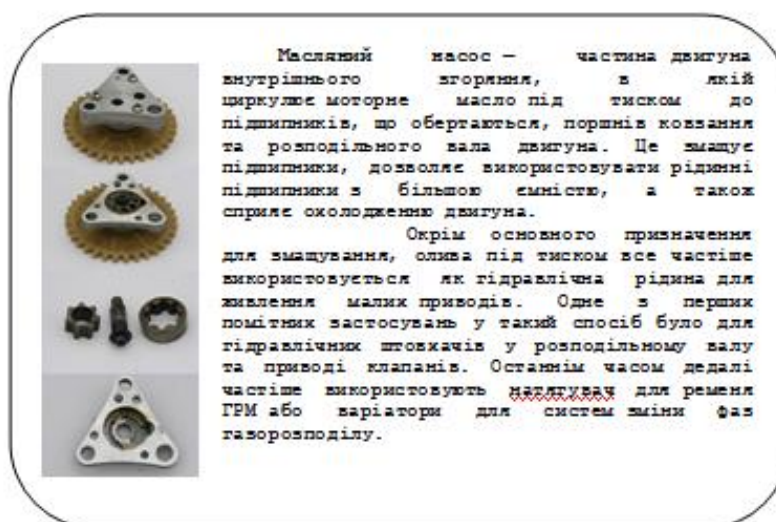 Масляний насос – частина двигуна
внутрішнього згоряння, в якій
циркулює моторне масло під тиском до
підшипників, що обертаються, поршнів ковзання
та розподільного вала двигуна. Це змащує
підшипники, дозволяє використовувати рідинні
підшипники з більшою ємністю, а також
сприяє охолодженню двигуна.
Окрім основного призначення
для змащування, олива під тиском все частіше
використовується як гідравлічна рідина для
живлення малих приводів. Одне з перших
помітних застосувань у такий спосіб було для
гідравлічних штовхачів у розподільному валу
та приводі клапанів. Останнім часом дедалі
частіше використовують натягувач для ременя
ГРМ або варіатори для систем зміни фаз
газорозподілу.